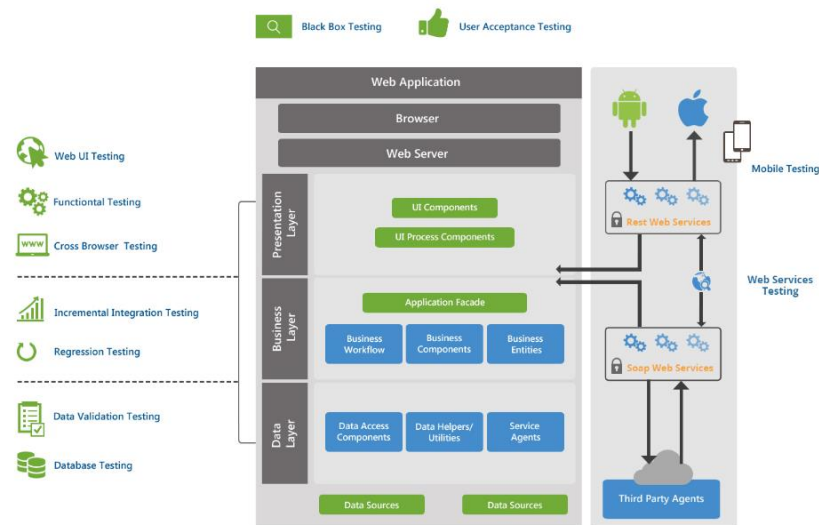 Black Box Testing
User Acceptance Testing
Web Application
Browser
Web Server
Web UI Testing
Functiontal Testing
WWW
Cross Browser Testing
Incremental Integration Testing
Regression Testing
Data Validation Testing
Database Testing
Presentation
Layer
UI Components
UI Process Components
Business
Layer
Application Facade
Business
Workflow
Business
Components
Business
Entities
Data
Layer
Data Access
Components
Data Helpers/
Utilities
Service
Agents
Data Sources
Data Sources
Mobile Testing
Rest Web Services
Web Services
Testing
Soap Web Services
Third Party Agents